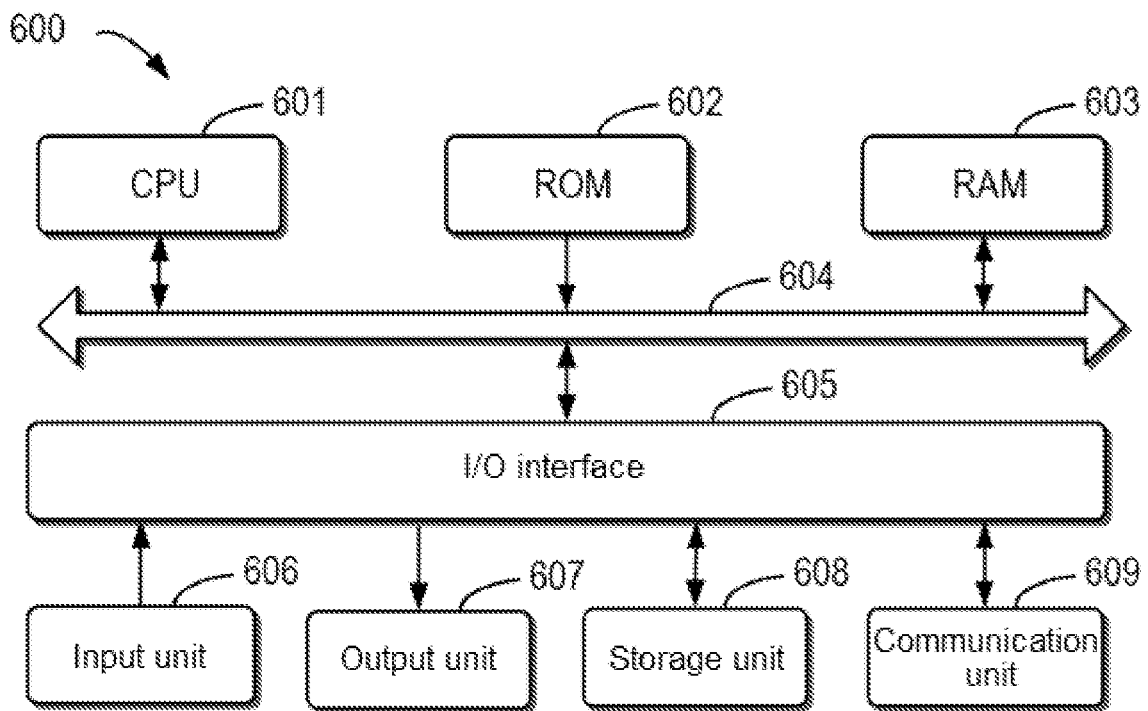 600
601
602
603
CPU
ROM
RAM
604
605
I/O interface
606
607
608
609
Input unit
Output unit
Storage unit
Communication
unit